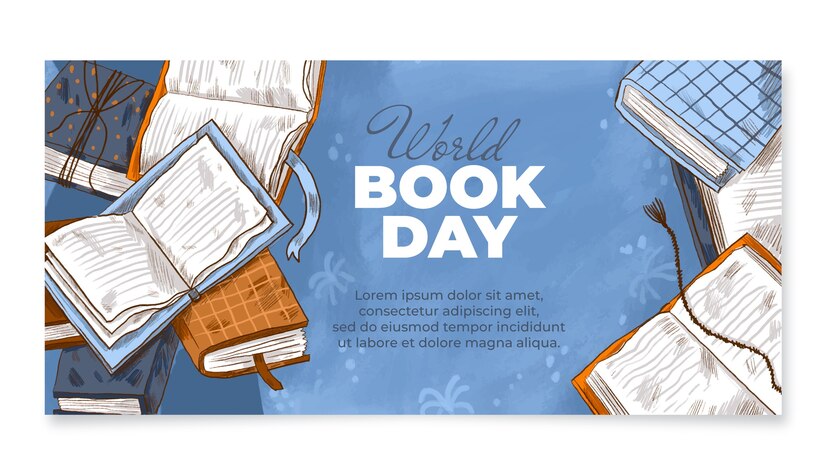 World
BOOK
DAY
Lorem ipsum dolor sit amet,
consectetur adipiscing elit,
sed do eiusmod tempor incididunt
ut labore et dolore magna aliqua.